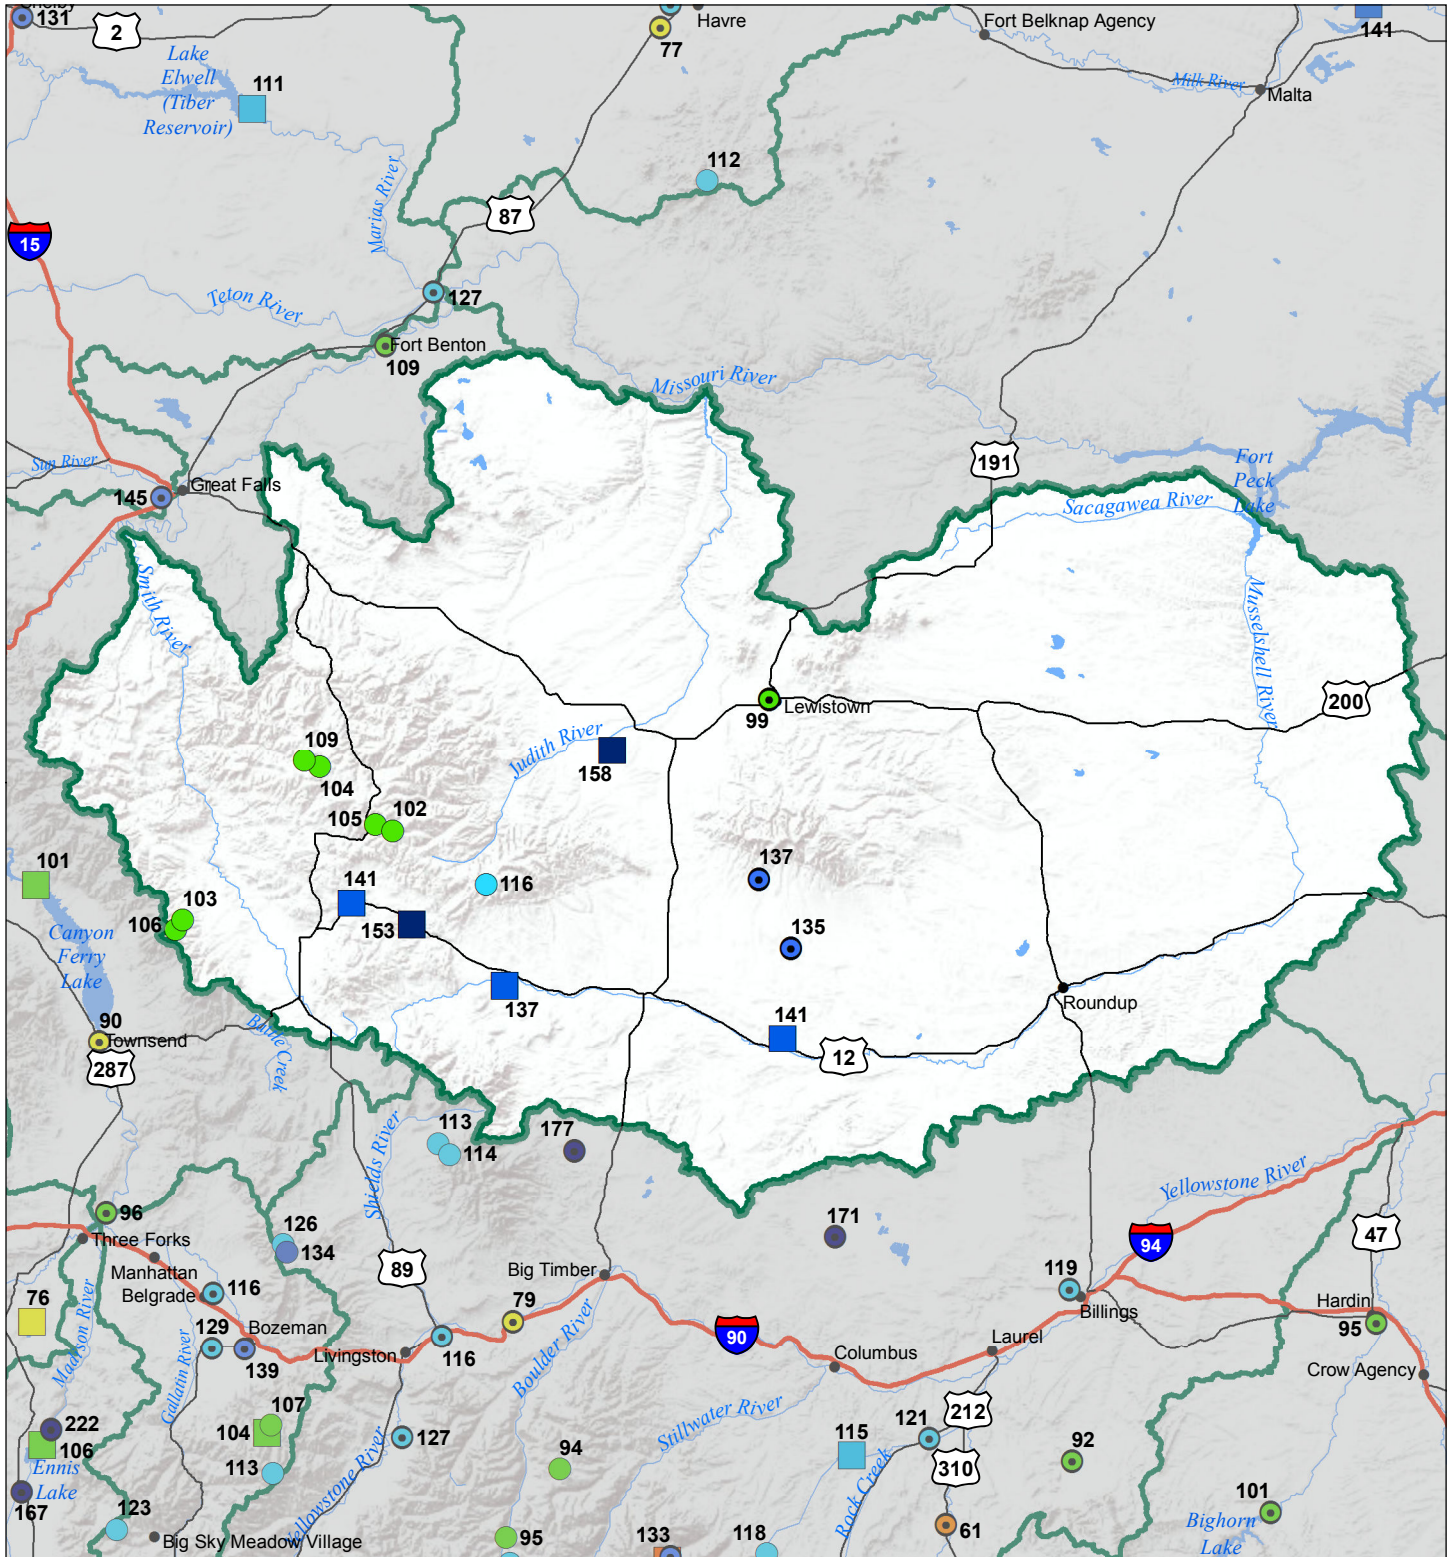 Shelby
131
2
Havre
77
Fort Belknap Agency
141
Lake
Elwell
(Tiber
Reservoir)
111
Milk River
Malta
112
Marias River
87
15
Teton River
127
Fort Benton
109
Missouri River
Sun River
Great Falls
145
191
Fort
Peck
Lake
Sacagawea River
Smith River
Musselshell River
200
99
Lewistown
Judith River
158
109
104
105
102
137
116
141
101
103
106
153
135
Canyon
Ferry
Lake
137
Roundup
90
Townsend
287
Battle Creek
141
12
113
114
177
Shields River
Yellowstone River
96
Three Forks
126
134
171
94
47
Manhattan
Belgrade
116
89
Big Timber
119
Billings
Hardin
95
76
Madison River
129
Bozeman
139
Gallatin River
Livingston
116
79
90
Boulder River
Columbus
Laurel
Crow Agency
222
106
Ennis
Lake
107
104
113
127
Yellowstone River
94
Stillwater River
115
121
212
310
Rock Creek
92
167
123
Big Sky Meadow Village
95
133
118
61
101
Bighorn
Lake